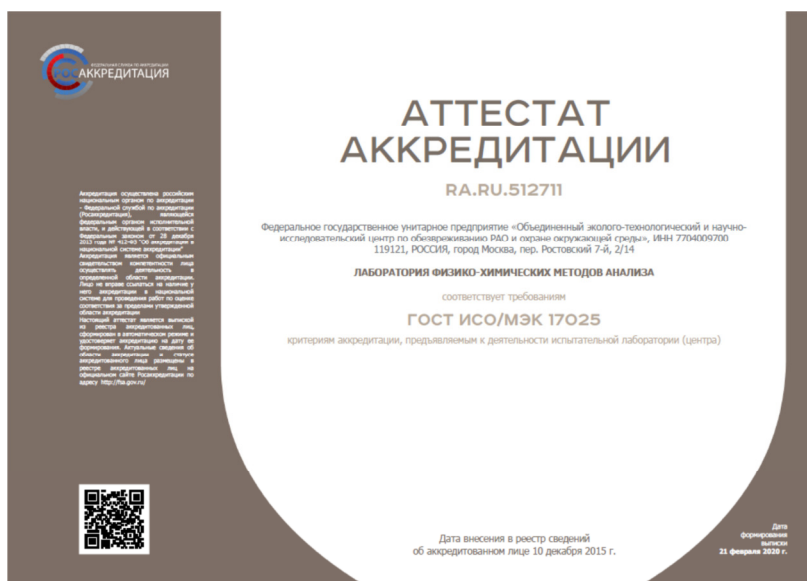 ФЕДЕРАЛЬНАЯ СЛУЖБА ПО АККРЕДИТАЦИИ
РОСАККРЕДИТАЦИЯ
АТТЕСТАТ
АККРЕДИТАЦИИ
RA.RU.512711
Федеральное государственное унитарное предприятие «Объединенный эколого-технологический и научно-
исследовательский центр по обезвреживанию РАО и охране окружающей среды», ИНН 7704009700
119121, РОССИЯ, город Москва, пер. Ростовский 7-й, 2/14
ЛАБОРАТОРИЯ ФИЗИКО-ХИМИЧЕСКИХ МЕТОДОВ АНАЛИЗА
соответствует требованиям
ГОСТ ИСО/МЭК 17025
критериям аккредитации, предъявляемым к деятельности испытательной лаборатории (центра)
Аккредитация осуществлена российским
национальным органом по аккредитации
- Федеральной службой по аккредитации
(Росаккредитация), являющейся
федеральным органом исполнительной
власти, и действующей в соответствии с
Федеральным законом от 28 декабря
2013 года № 412-ФЗ "Об аккредитации в
национальной системе аккредитации"
Аккредитация является официальным
свидетельством компетентности лица
осуществлять деятельность в
определенной области аккредитации.
Лицо не вправе ссылаться на наличие у
него аккредитации в национальной
системе для проведения работ по оценке
соответствия за пределами утвержденной
области аккредитации
Настоящий аттестат является выпиской
из реестра аккредитованных лиц,
сформирован в автоматическом режиме и
удостоверяет аккредитацию на дату ее
формирования. Актуальные сведения об
области аккредитации и статусе
аккредитованного лица размещены в
реестре аккредитованных лиц на
официальном сайте Росаккредитации по
адресу http://fsa.gov.ru/
Дата внесения в реестр сведений
об аккредитованном лице 10 декабря 2015 г.
Дата
формирования
выписки
21 февраля 2020 г.